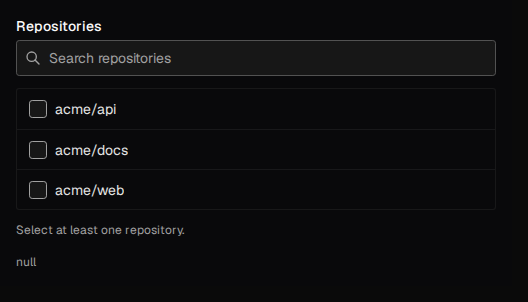 Repositories
Search repositories
acme/api
acme/docs
acme/web
Select at least one repository.
null